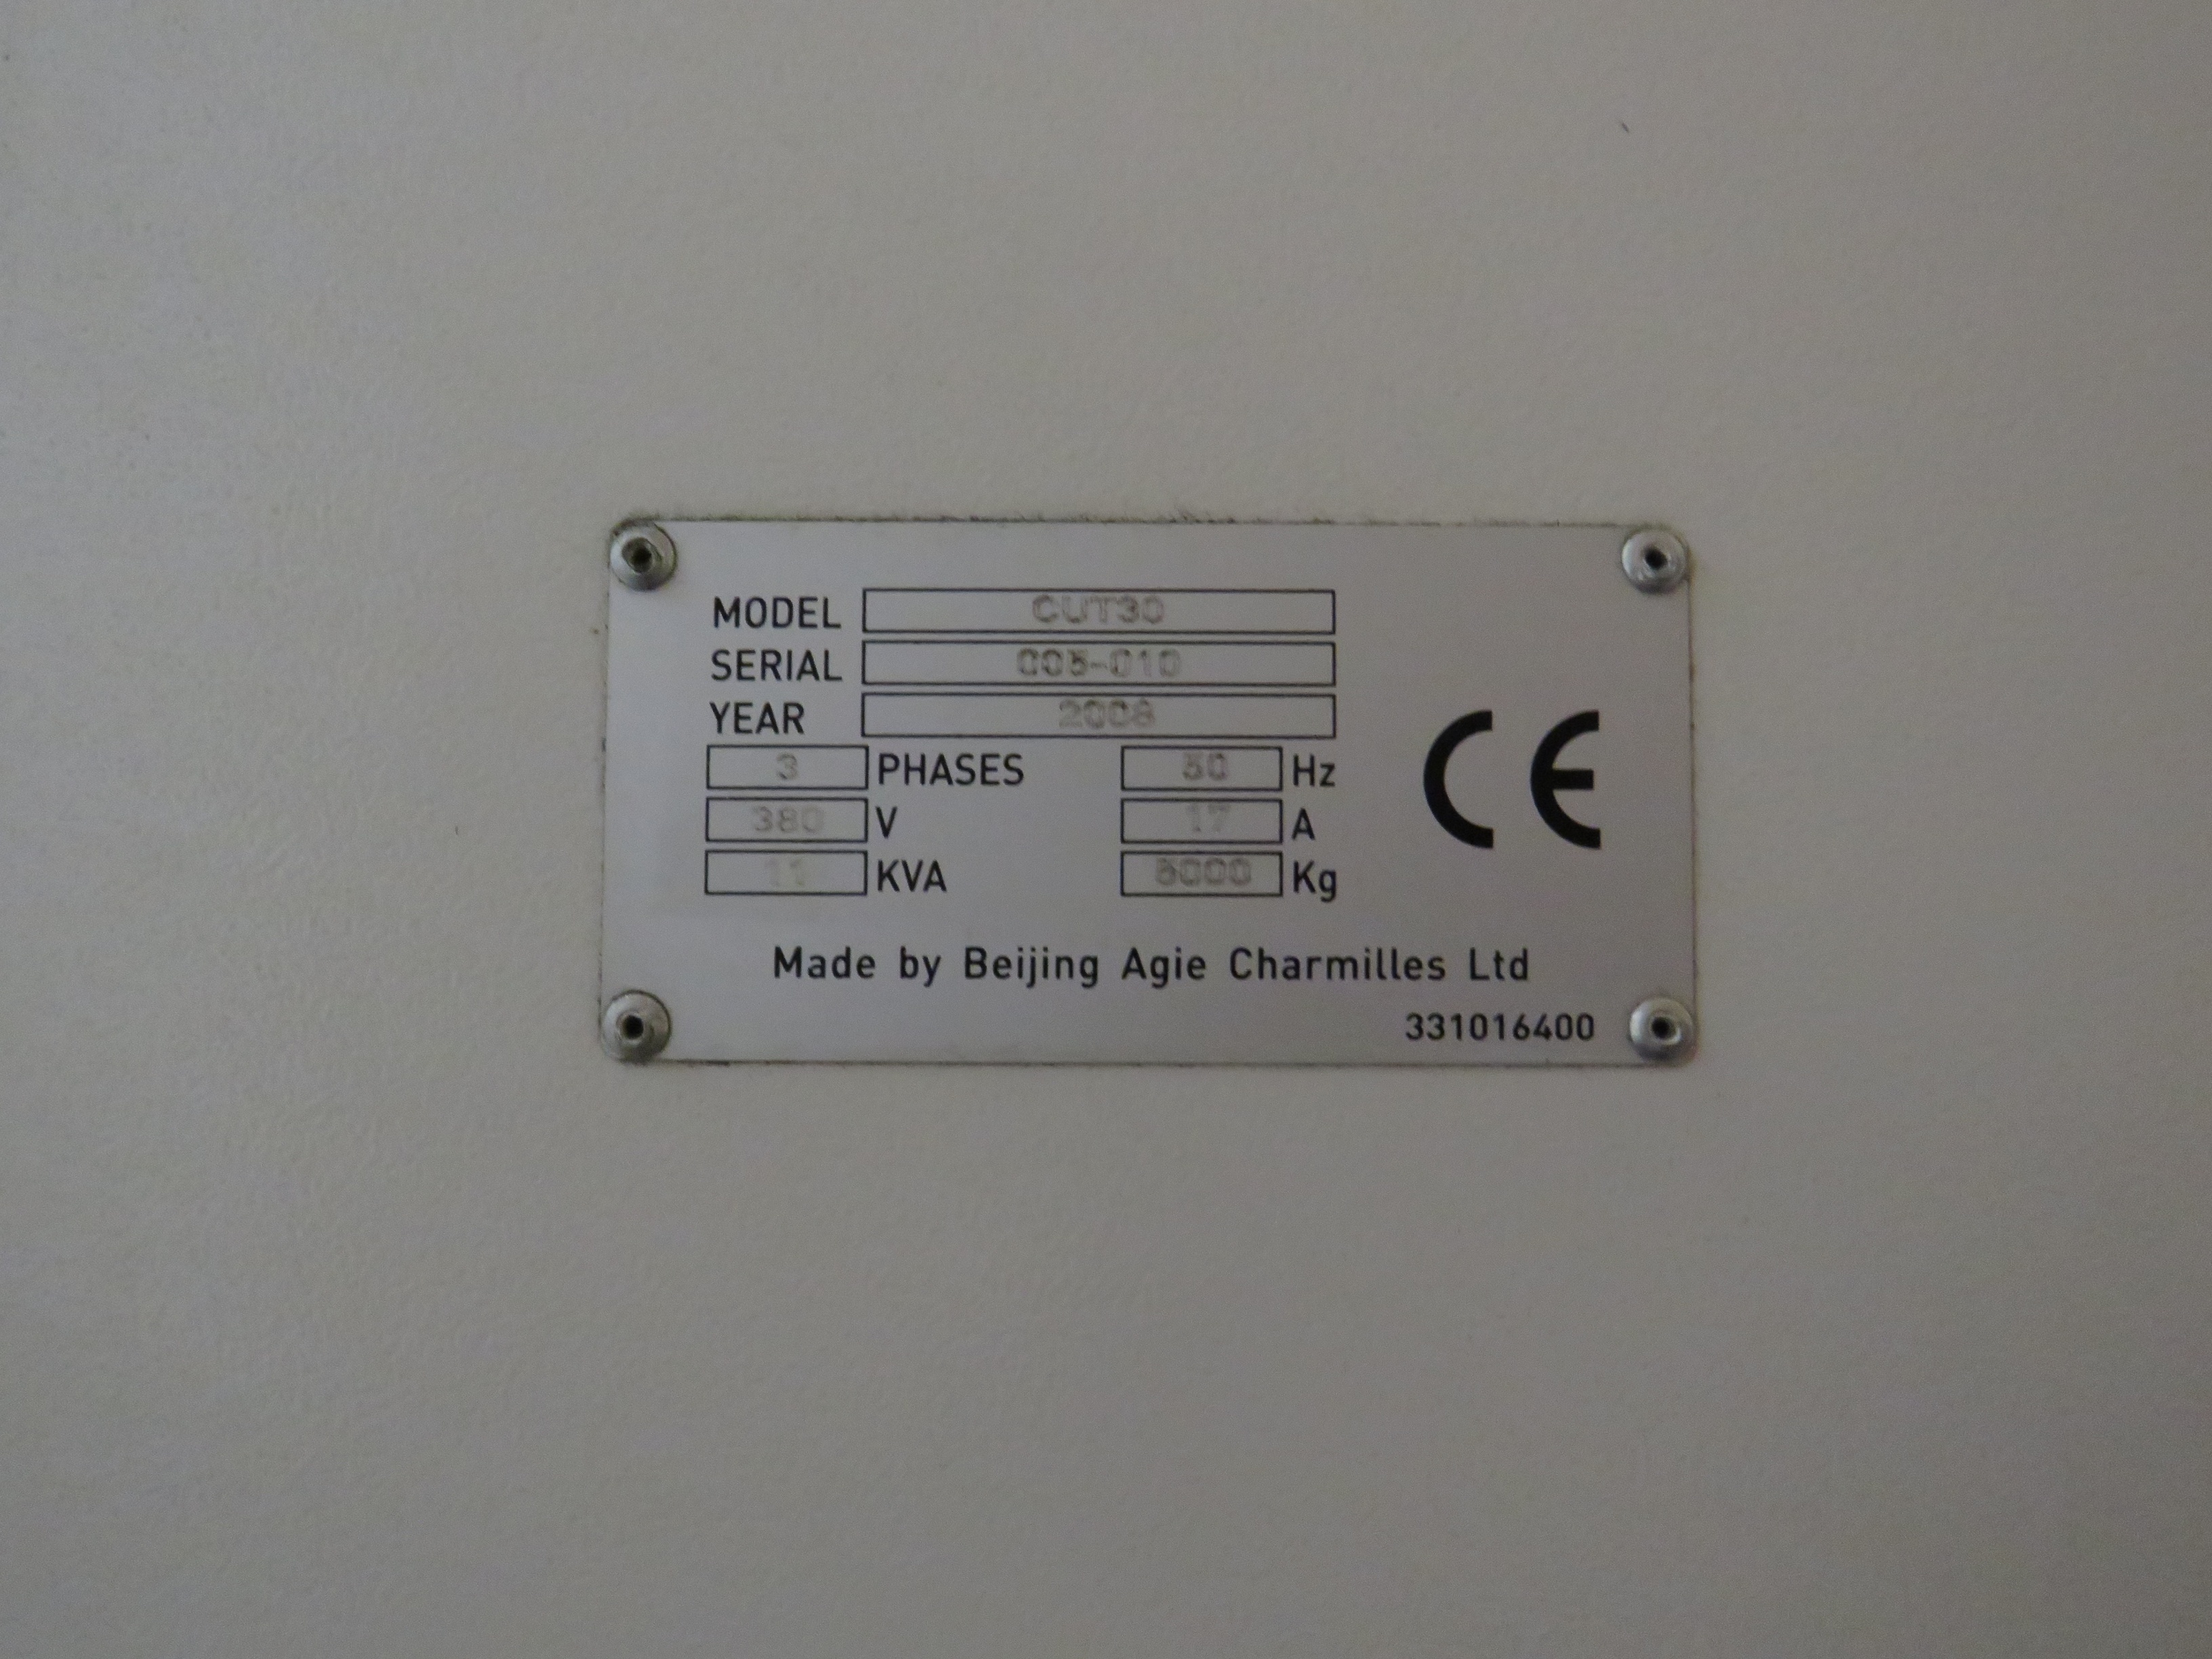 MODEL CUT30
SERIAL 005-010
YEAR 2008
3 PHASES 50 Hz
380 V 17 A
11 KVA 5000 Kg
CE
Made by Beijing Agie Charmilles Ltd
331016400